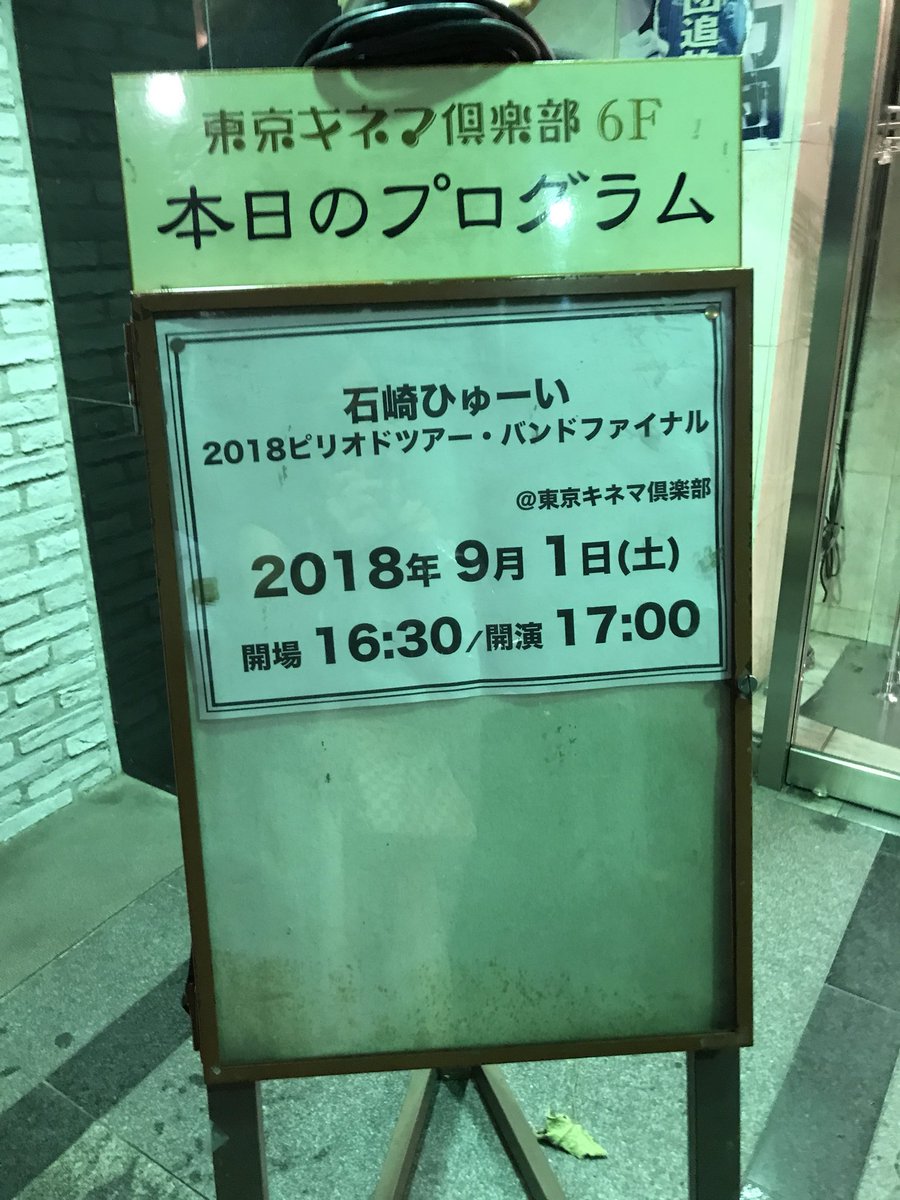 東京キネマ倶楽部 6F
本日のプログラム
石崎ひゅーい
2018ピリオドツアー・バンドファイナル
@東京キネマ倶楽部
2018年 9月 1日(土)
開場 16:30/開演 17:00